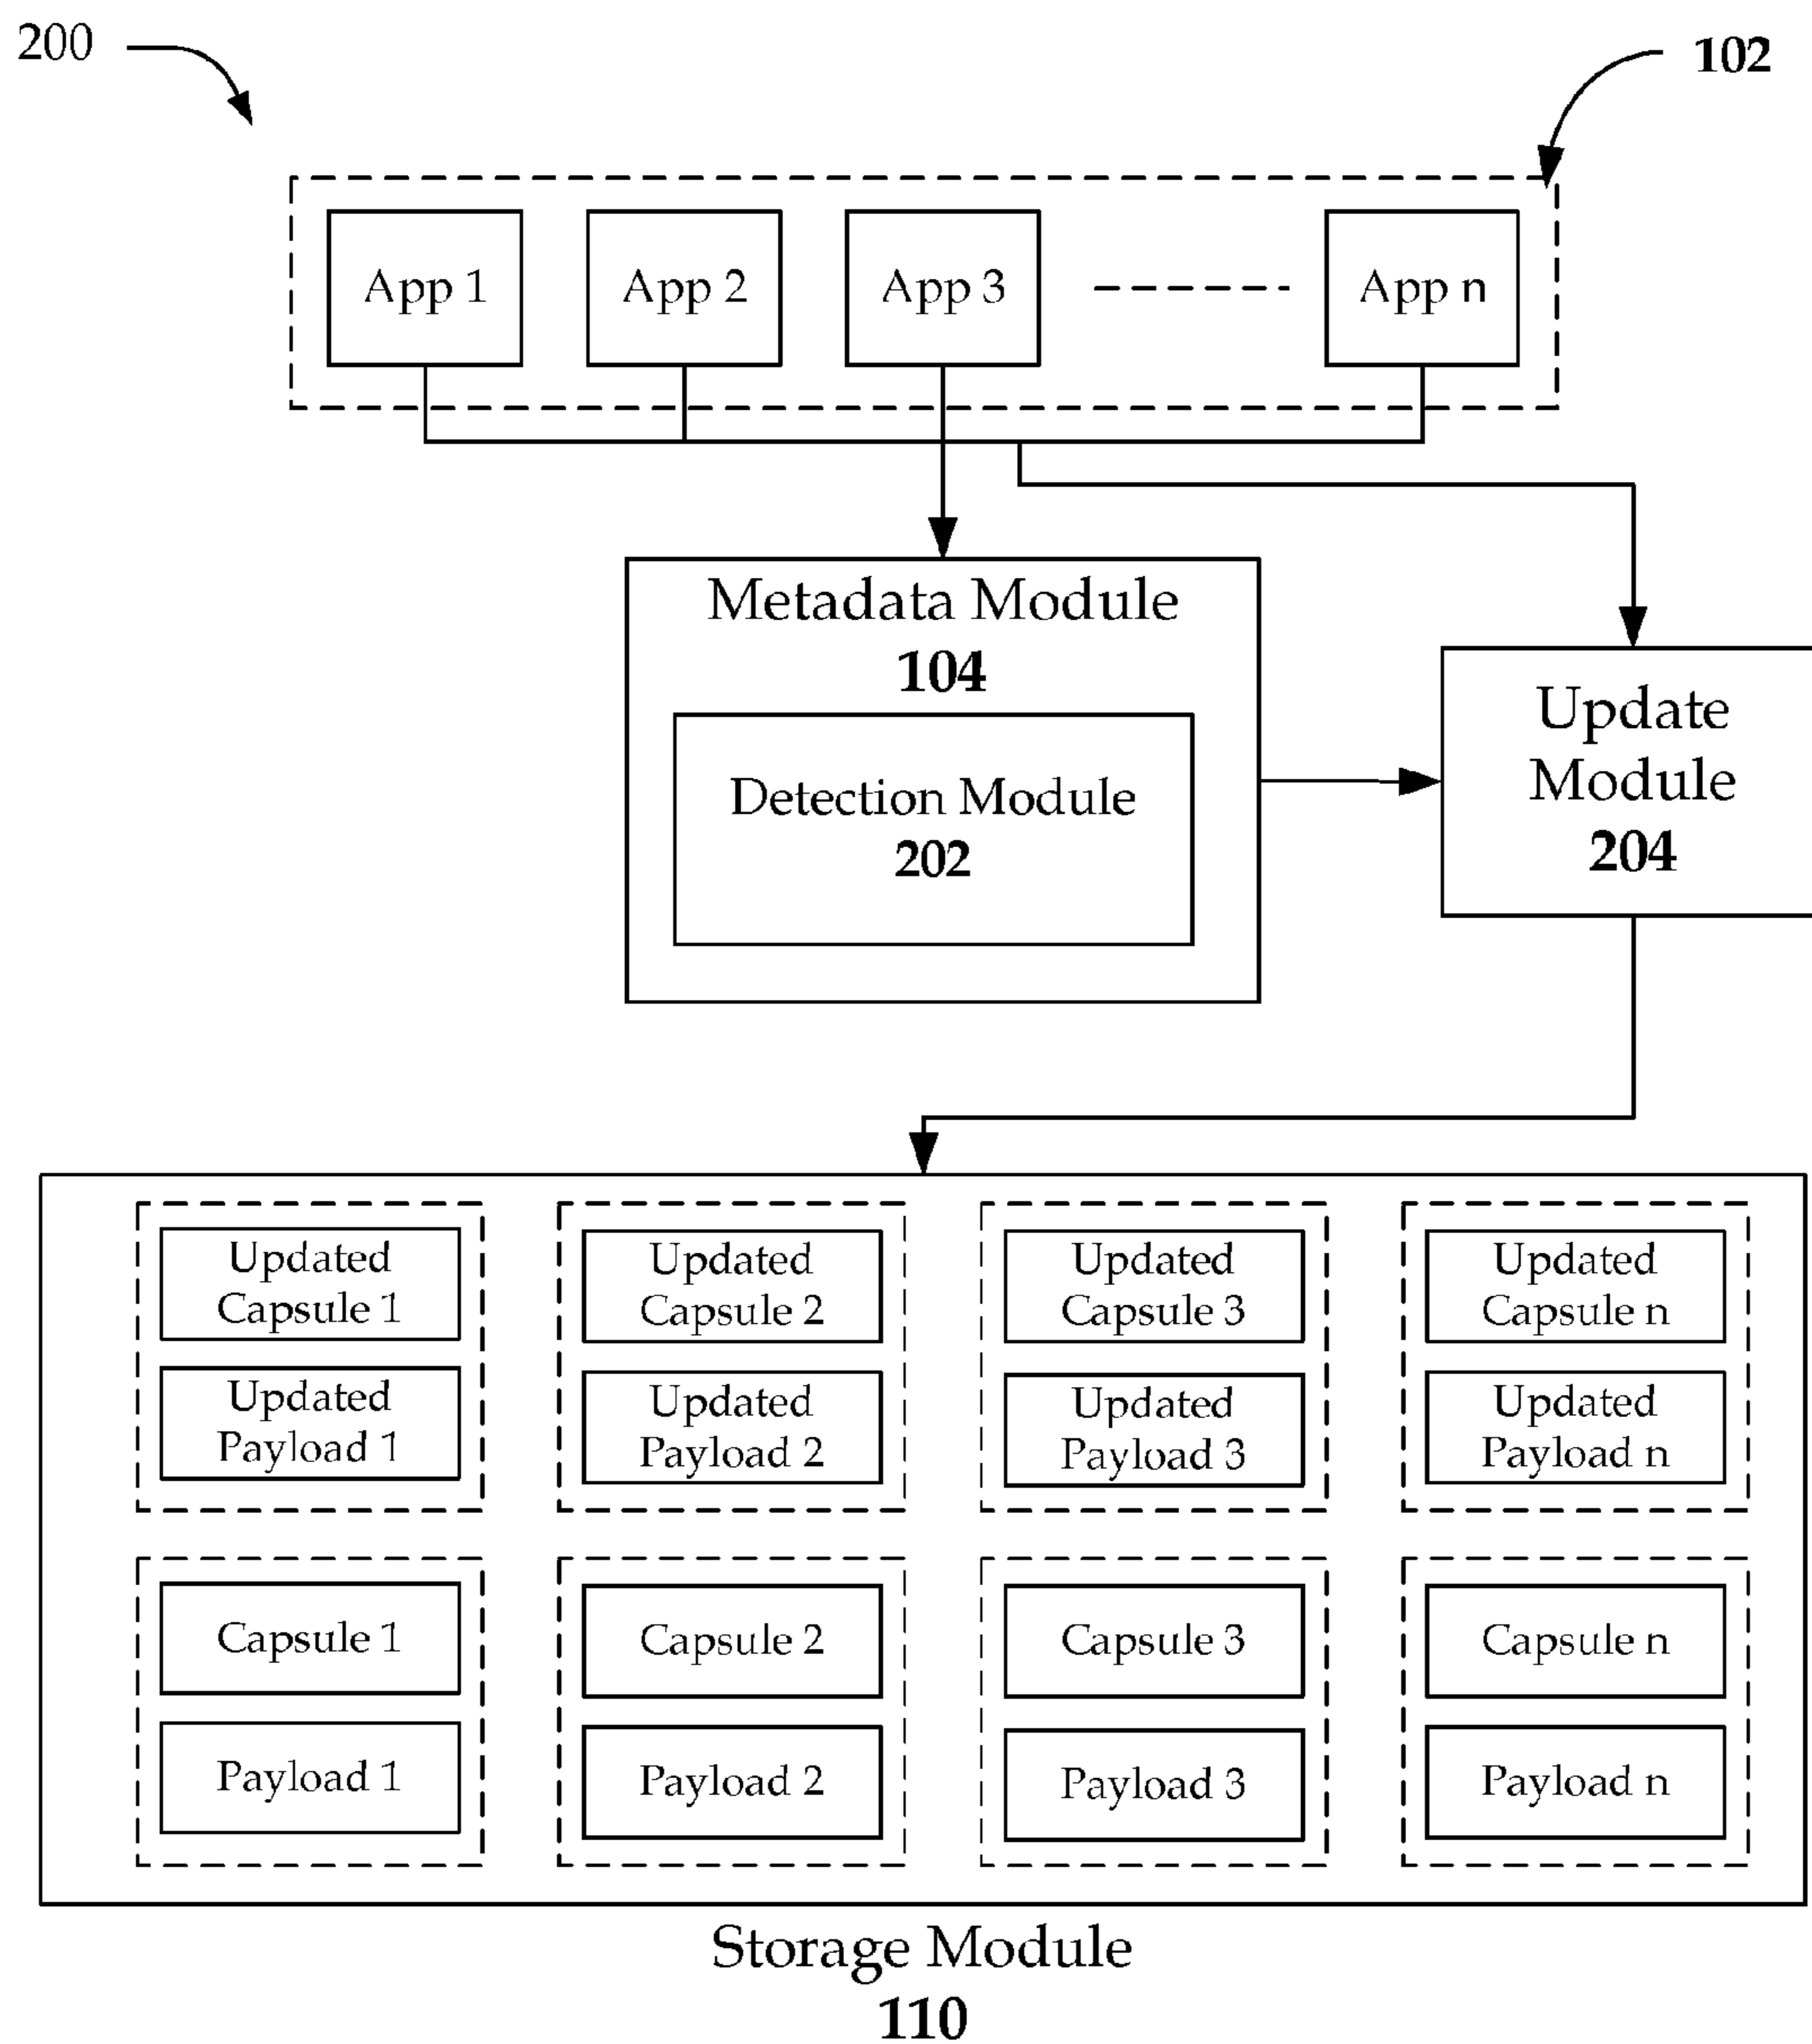 200
102
App 1
App 2
App 3
App n
Metadata Module
104
Detection Module
202
Update
Module
204
Updated
Capsule 1
Updated
Payload 1
Updated
Capsule 2
Updated
Payload 2
Updated
Capsule 3
Updated
Payload 3
Updated
Capsule n
Updated
Payload n
Capsule 1
Payload 1
Capsule 2
Payload 2
Capsule 3
Payload 3
Capsule n
Payload n
Storage Module
110